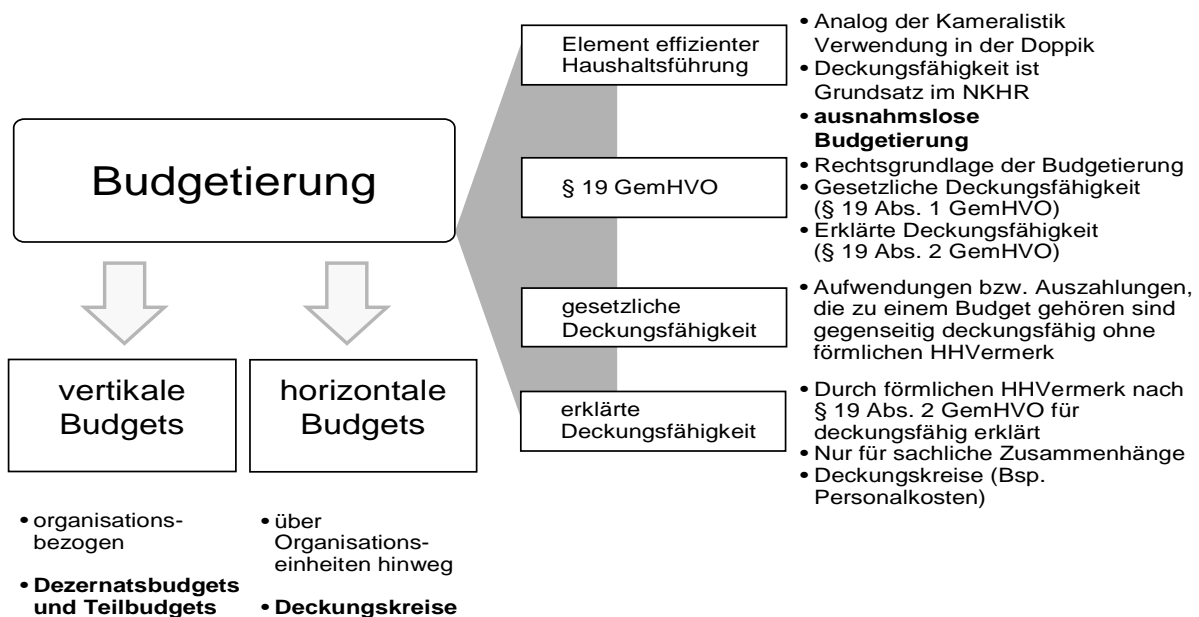 Budgetierung
vertikale
Budgets
• organisations-
bezogen
• Dezernatsbudgets
und Teilbudgets
horizontale
Budgets
• über
Organisations-
einheiten hinweg
• Deckungskreise
Element effizienter
Haushaltsführung
• Analog der Kameralistik
Verwendung in der Doppik
• Deckungsfähigkeit ist
Grundsatz im NKHR
• ausnahmslose
Budgetierung
§ 19 GemHVO
• Rechtsgrundlage der Budgetierung
• Gesetzliche Deckungsfähigkeit
(§ 19 Abs. 1 GemHVO)
• Erklärte Deckungsfähigkeit
(§ 19 Abs. 2 GemHVO)
gesetzliche
Deckungsfähigkeit
• Aufwendungen bzw. Auszahlungen,
die zu einem Budget gehören sind
gegenseitig deckungsfähig ohne
förmlichen HHVermerk
erklärte
Deckungsfähigkeit
• Durch förmlichen HHVermerk nach
§ 19 Abs. 2 GemHVO für
deckungsfähig erklärt
• Nur für sachliche Zusammenhänge
• Deckungskreise (Bsp.
Personalkosten)